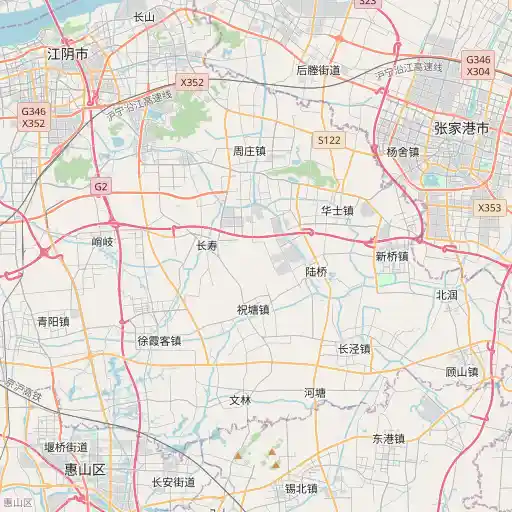 S23
长山
江阴市
G346
X304
后塍街道
沪宁沿江高速线
X352
沪宁沿江高速线
G346
X352
张家港市
S122
周庄镇
杨舍镇
G2
X353
华士镇
峭岐
长寿
新桥镇
陆桥
北漍
祝塘镇
青阳镇
徐霞客镇
长泾镇
顾山镇
京沪高铁
河塘
文林
东港镇
堰桥街道
惠山区
长安街道
锡北镇
惠山区